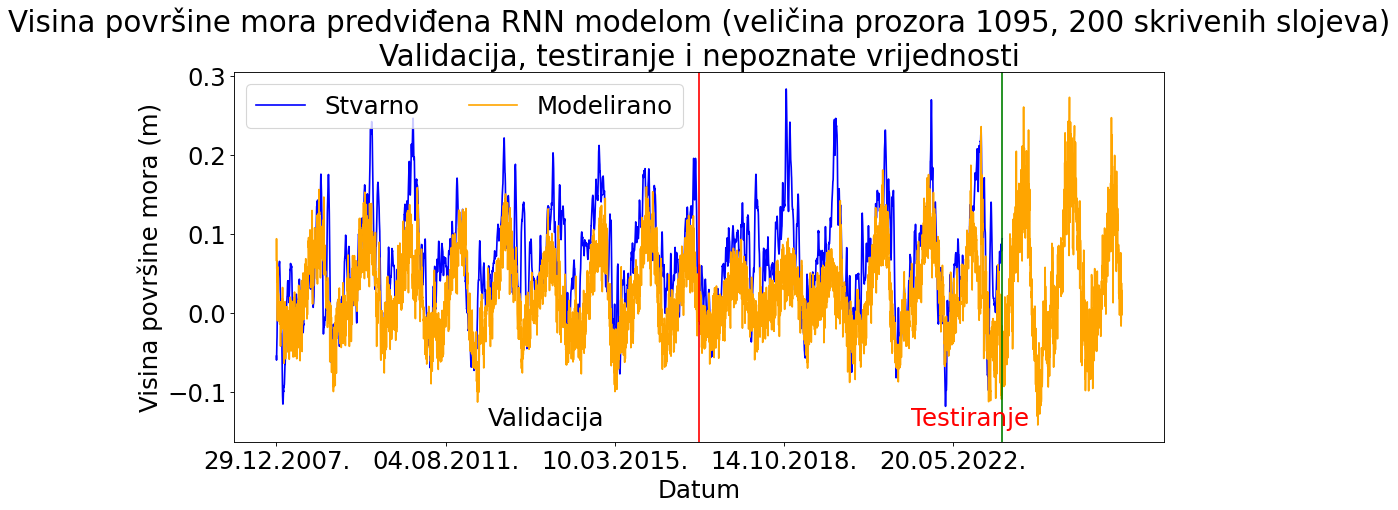 Visina površine mora predviđena RNN modelom (veličina prozora 1095, 200 skrivenih slojeva)
Validacija, testiranje i nepoznate vrijednosti
Stvarno Modelirano
Visina površine mora (m)
0.3
0.2
0.1
0.0
−0.1
Validacija
Testiranje
29.12.2007. 04.08.2011. 10.03.2015. 14.10.2018. 20.05.2022.
Datum